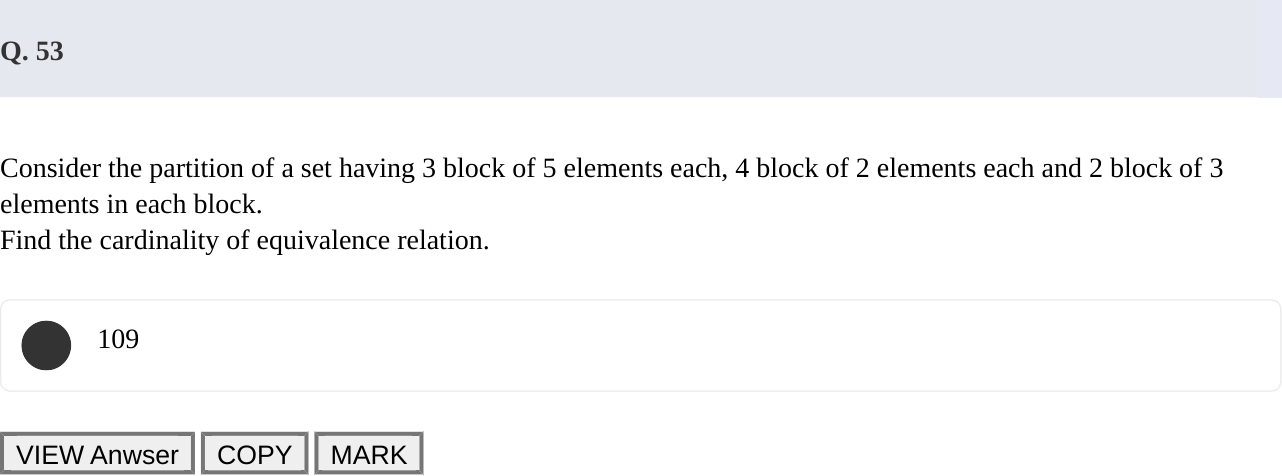 Q. 53
Consider the partition of a set having 3 block of 5 elements each, 4 block of 2 elements each and 2 block of 3
elements in each block.
Find the cardinality of equivalence relation.
109
VIEW Anwser COPY MARK